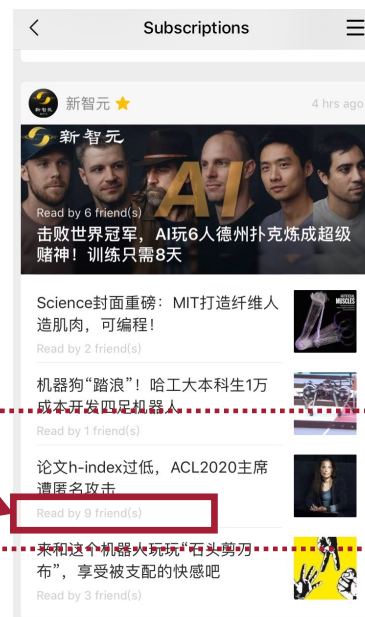 Subscriptions
新智元
4 hrs ago
新智元
AI
Read by 6 friend(s)
击败世界冠军，AI玩6人德州扑克炼成超级
赌神！训练只需8天
Science封面重磅：MIT打造纤维人
造肌肉，可编程！
ARTIFICIAL
MUSCLES
Read by 2 friend(s)
机器狗“踏浪”！哈工大本科生1万
成本开发四足机器人
Read by 1 friend(s)
论文h-index过低，ACL2020主席
遭匿名攻击
Read by 9 friend(s)
来和这个机器人玩玩“石头剪刀
布”，享受被支配的快感吧
Read by 3 friend(s)